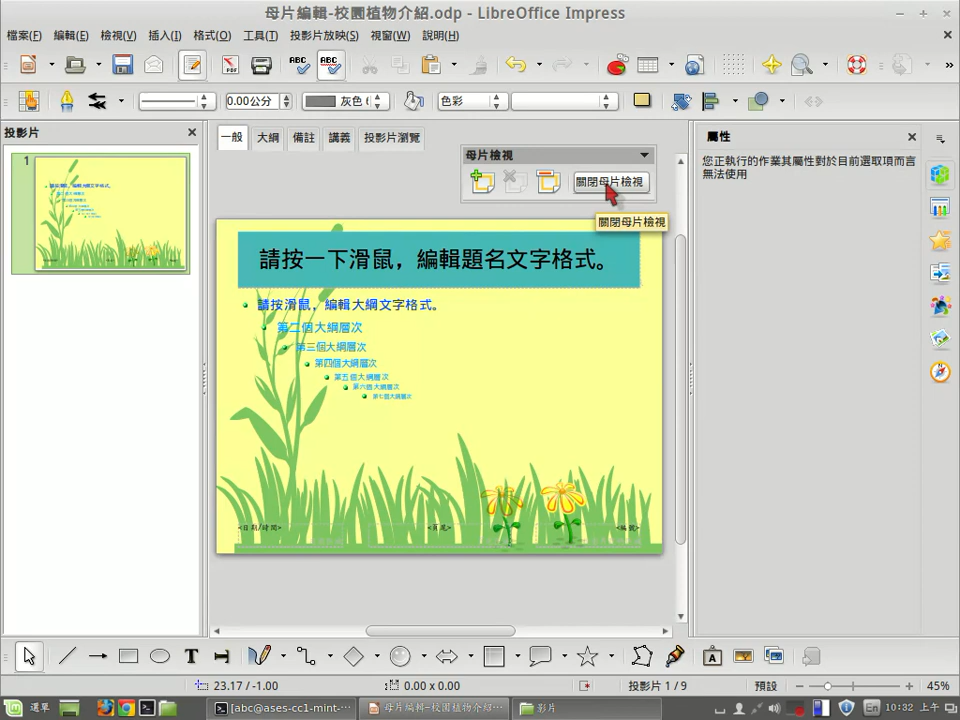 母片編輯-校園植物介紹.odp - LibreOffice Impress
檔案(F) 編輯(E) 檢視(V) 插入(I) 格式(O) 工具(T) 投影片放映(S) 視窗(W) 說明(H)
0.00公分 灰色 6 色彩
投影片
一般 大綱 備註 講義 投影片瀏覽
屬性
母片檢視
您正執行的作業其屬性對於目前選取項而言
無法使用
關閉母片檢視
關閉母片檢視
1
請按一下滑鼠，編輯題名文字格式。
請按滑鼠，編輯大綱文字格式。
第二個大綱層次
第三個大綱層次
第四個大綱層次
第五個大綱層次
第六個大綱層次
第七個大綱層次
<日期/時間> <頁尾> <編號>
23.17 / -1.00 0.00 x 0.00 投影片 1 / 9 預設 45%
選單 [abc@ases-cc1-mint-··· 母片編輯-校園植物介紹··· 影片 En 10:32 上午